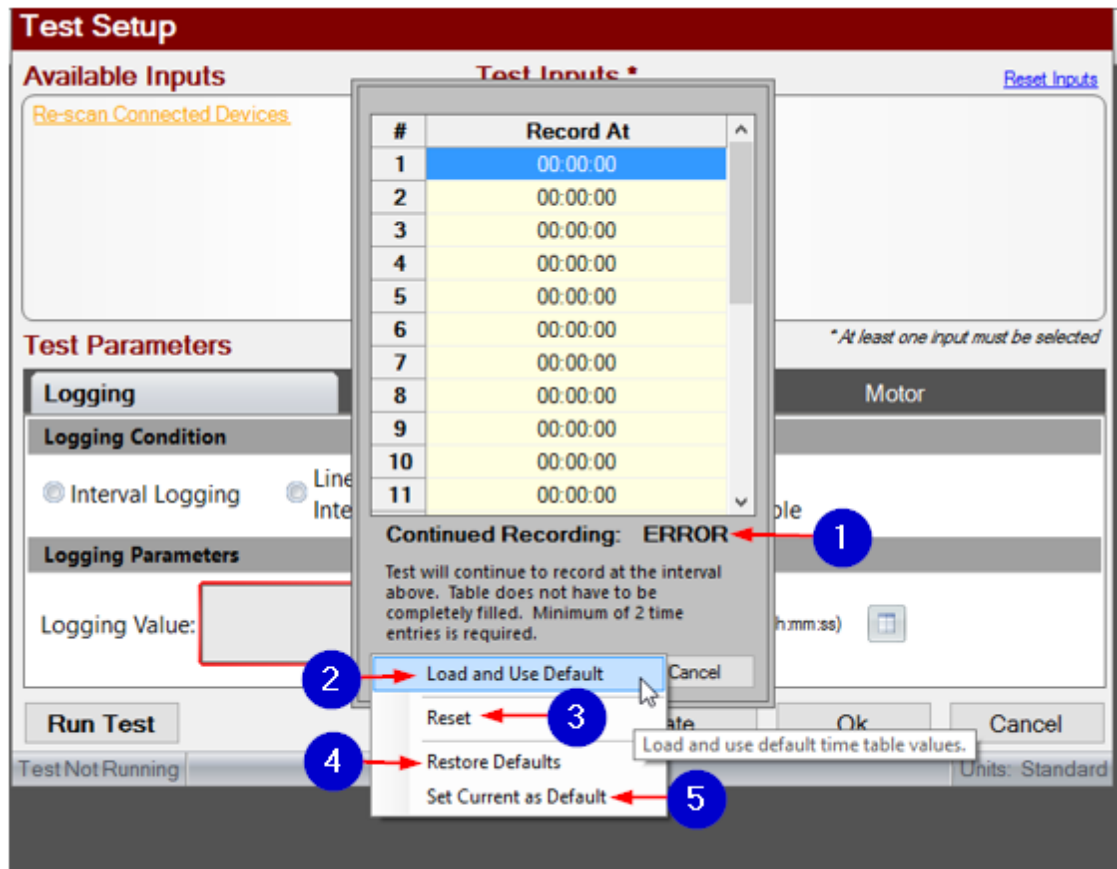 Test Setup
Available Inputs
Test Inputs *
Reset Inputs
Re-scan Connected Devices
# Record At
1 00:00:00
2 00:00:00
3 00:00:00
4 00:00:00
5 00:00:00
6 00:00:00
7 00:00:00
8 00:00:00
9 00:00:00
10 00:00:00
11 00:00:00
* At least one input must be selected
Test Parameters
Logging
Motor
Logging Condition
Interval Logging
Line
Inte
ble
Continued Recording: ERROR
1
Logging Parameters
Test will continue to record at the interval
above. Table does not have to be
completely filled. Minimum of 2 time
entries is required.
Logging Value:
h:mm:ss)
2
Load and Use Default
Cancel
Reset
3
Run Test
ate
Ok
Cancel
Load and use default time table values.
4
Restore Defaults
Test Not Running
Units: Standard
Set Current as Default
5